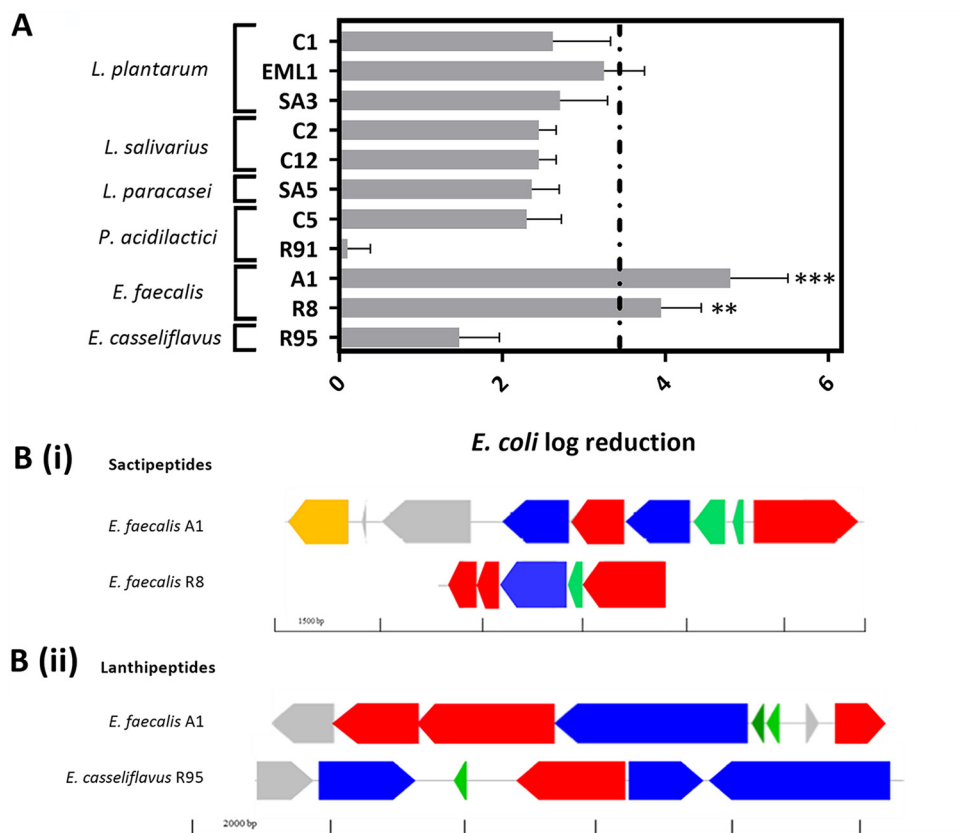 A
L. plantarum
C1
EML1
SA3
L. salivarius
C2
C12
L. paracasei
SA5
P. acidilactici
C5
R91
E. faecalis
A1
***
R8
**
E. casseliflavus
R95
0 2 4 6
E. coli log reduction
B (i)
Sactipeptides
E. faecalis A1
E. faecalis R8
1500 bp
B (ii)
Lanthipeptides
E. faecalis A1
E. casseliflavus R95
2000 bp